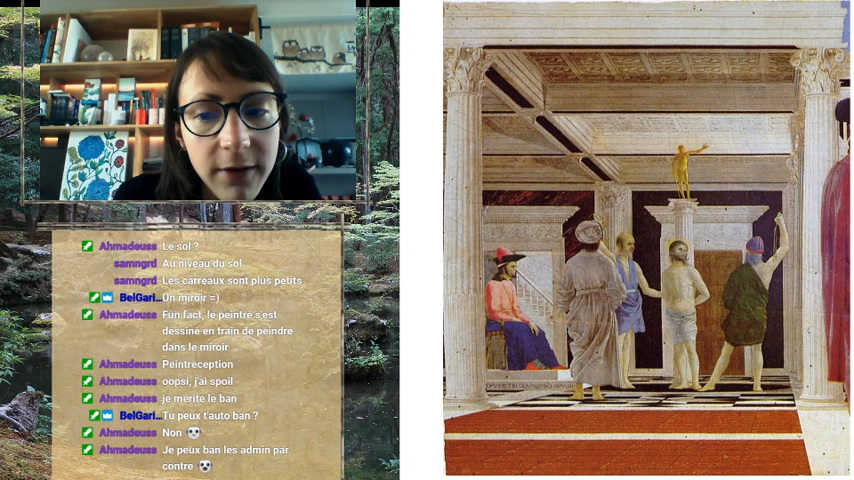 Ahmadeuss Le sol ?
samngrd Au niveau du sol
samngrd Les carreaux sont plus petits
BelGari... Un miroir =)
Ahmadeuss Fun fact, le peintre s'est
dessiné en train de peindre
dans le miroir
Ahmadeuss Peintreception
Ahmadeuss oopsi, j'ai spoil
Ahmadeuss je mérite le ban
BelGari... Tu peux t'auto ban ?
Ahmadeuss Non
Ahmadeuss Je peux ban les admin par
contre